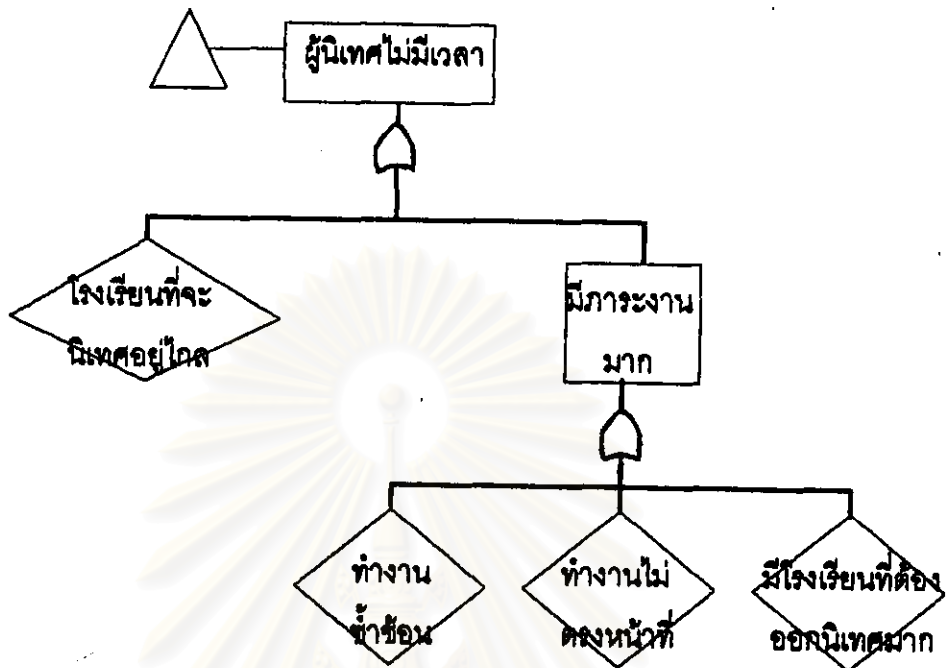 ผู้นิเทศไม่มีเวลา
โรงเรียนที่จะ
นิเทศอยู่ไกล
มีภาระงาน
มาก
ทำงาน
ซ้ำซ้อน
ทำงานไม่
ตรงหน้าที่
มีโรงเรียนที่ต้อง
ออกนิเทศมาก